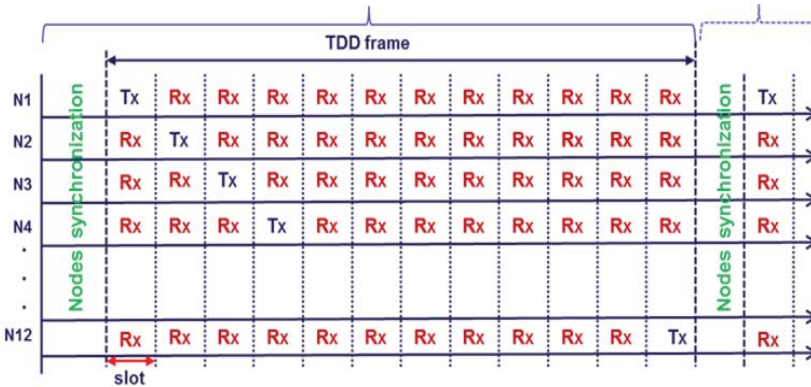 TDD frame
N1 Tx Rx Rx Rx Rx Rx Rx Rx Rx Rx Rx Rx Tx
N2 Rx Tx Rx Rx Rx Rx Rx Rx Rx Rx Rx Rx Rx
N3 Rx Rx Tx Rx Rx Rx Rx Rx Rx Rx Rx Rx Rx
N4 Rx Rx Rx Tx Rx Rx Rx Rx Rx Rx Rx Rx Rx
.
.
.
N12 Rx Rx Rx Rx Rx Rx Rx Rx Rx Rx Rx Tx Rx
Nodes synchronization
Nodes synchronization
slot